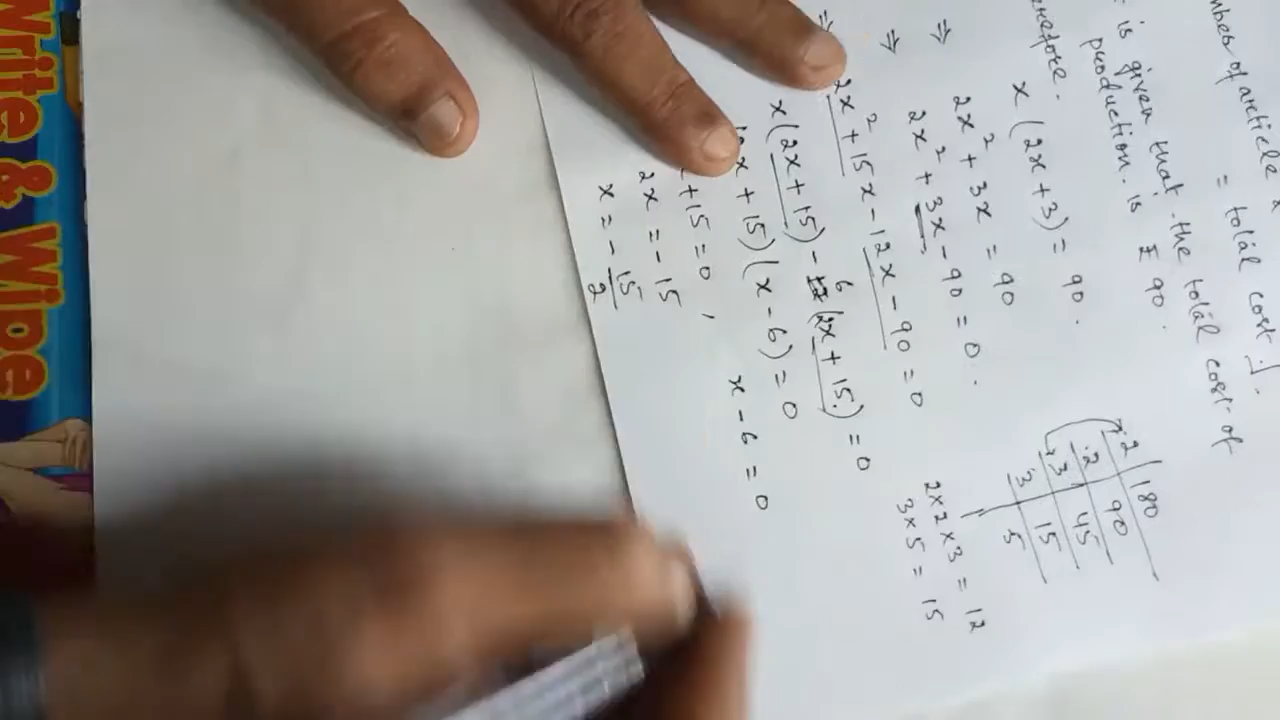 of article
= total cost].
is given that the total cost of
production is ₹ 90.
x (2x+3) = 90.
⇒ 2x² + 3x = 90
⇒ 2x² + 3x - 90 = 0.
⇒ 2x² + 15x - 12x - 90 = 0
x(2x+15) - 6(2x+15) = 0
x + 15)(x - 6) = 0
+15 = 0, x - 6 = 0
2x = -15
x = -15/2
2 | 180
2 | 90
3 | 45
3 | 15
5
2×2×3 = 12
3×5 = 15
Write & Wipe